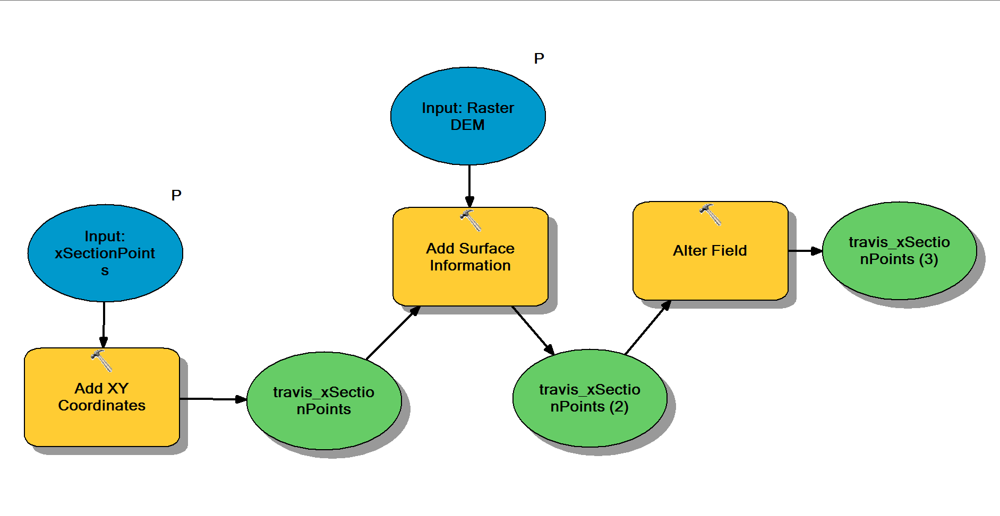 P
Input: Raster
DEM
P
Input:
xSectionPoint
s
Add Surface
Information
Alter Field
travis_xSectio
nPoints (3)
Add XY
Coordinates
travis_xSectio
nPoints
travis_xSectio
nPoints (2)